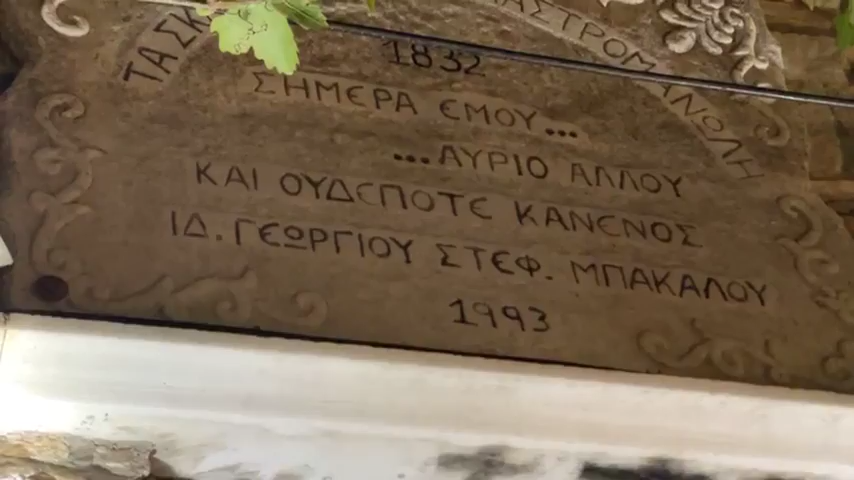 1832
ΣΗΜΕΡΑ ΕΜΟΥ...
...ΑΥΡΙΟ ΑΛΛΟΥ
ΚΑΙ ΟΥΔΕΠΟΤΕ ΚΑΝΕΝΟΣ
ΙΔ. ΓΕΩΡΓΙΟΥ ΣΤΕΦ. ΜΠΑΚΑΛΟΥ
1993